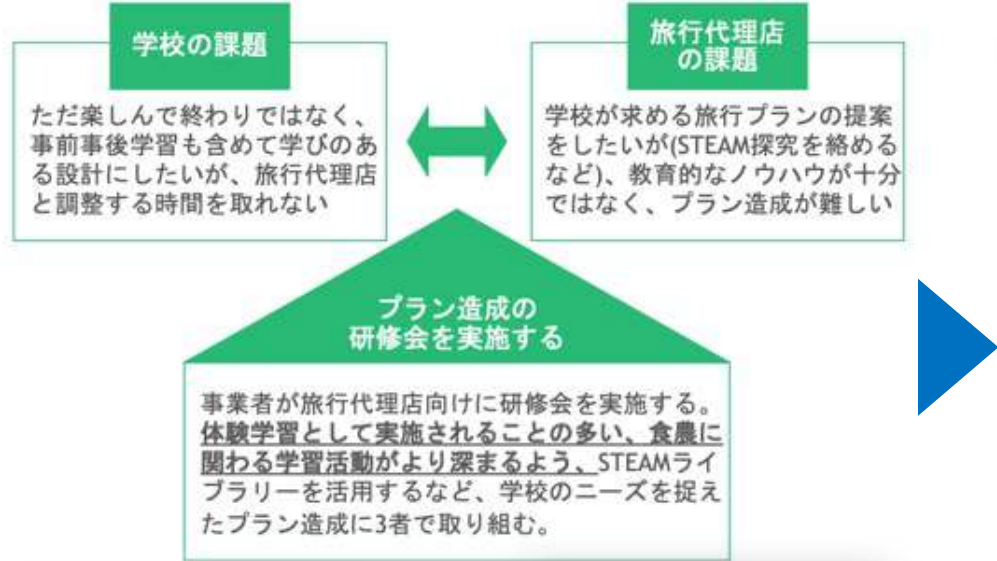 学校の課題
ただ楽しんで終わりではなく、
事前事後学習も含めて学びのあ
る設計にしたいが、旅行代理店
と調整する時間を取れない
旅行代理店
の課題
学校が求める旅行プランの提案
をしたいが(STEAM探究を絡める
など)、教育的なノウハウが十分
ではなく、プラン造成が難しい
プラン造成の
研修会を実施する
事業者が旅行代理店向けに研修会を実施する。
体験学習として実施されることの多い、食農に
関わる学習活動がより深まるよう、STEAMライ
ブラリーを活用するなど、学校のニーズを捉え
たプラン造成に3者で取り組む。